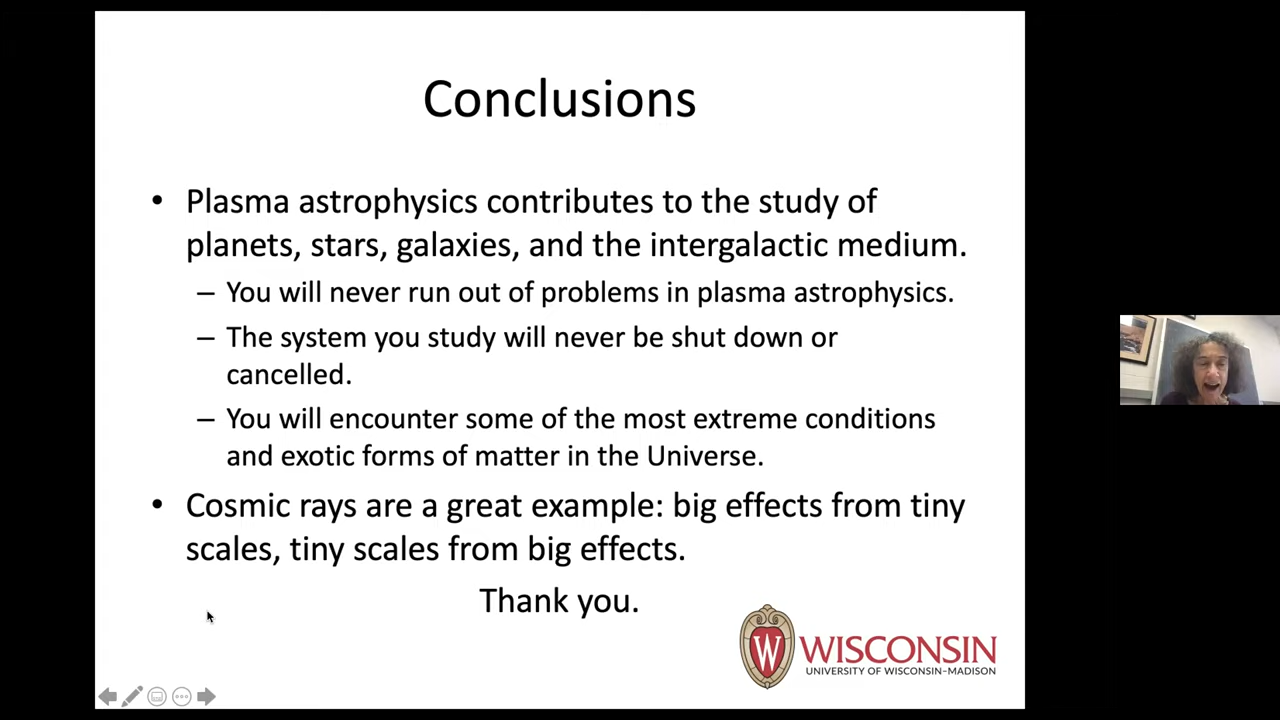 Conclusions
• Plasma astrophysics contributes to the study of
planets, stars, galaxies, and the intergalactic medium.
– You will never run out of problems in plasma astrophysics.
– The system you study will never be shut down or
cancelled.
– You will encounter some of the most extreme conditions
and exotic forms of matter in the Universe.
• Cosmic rays are a great example: big effects from tiny
scales, tiny scales from big effects.
Thank you.
W
WISCONSIN
UNIVERSITY OF WISCONSIN-MADISON